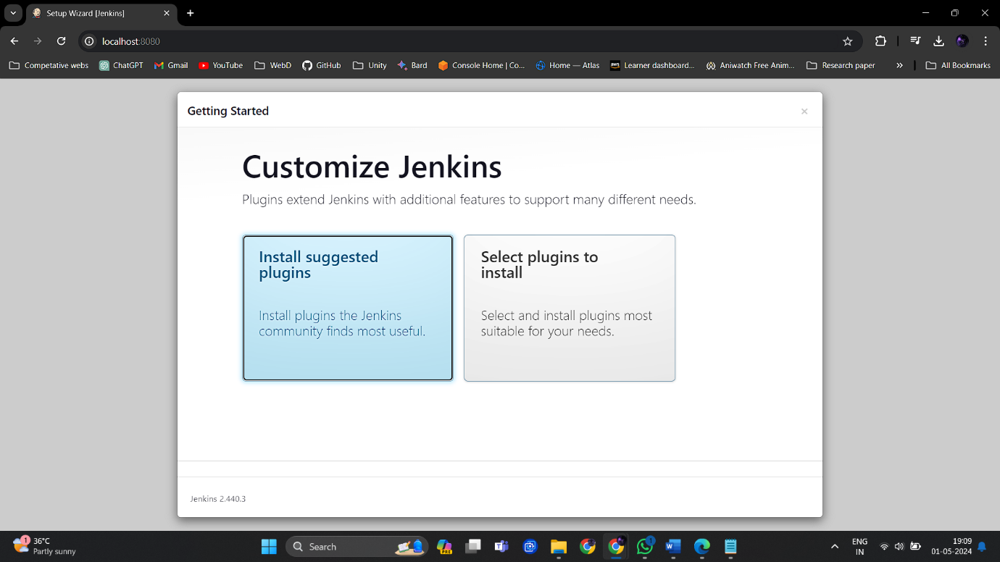 Setup Wizard [Jenkins]
localhost:8080
Competative webs
ChatGPT
Gmail
YouTube
WebD
GitHub
Unity
Bard
Console Home | Co...
Home — Atlas
aws
Learner dashboard...
Aniwatch Free Anim...
Research paper
»
All Bookmarks
Getting Started
×
Customize Jenkins
Plugins extend Jenkins with additional features to support many different needs.
Install suggested
plugins
Install plugins the Jenkins
community finds most useful.
Select plugins to
install
Select and install plugins most
suitable for your needs.
Jenkins 2.440.3
1
36°C
Partly sunny
Search
PRE
1
ENG
IN
19:09
01-05-2024